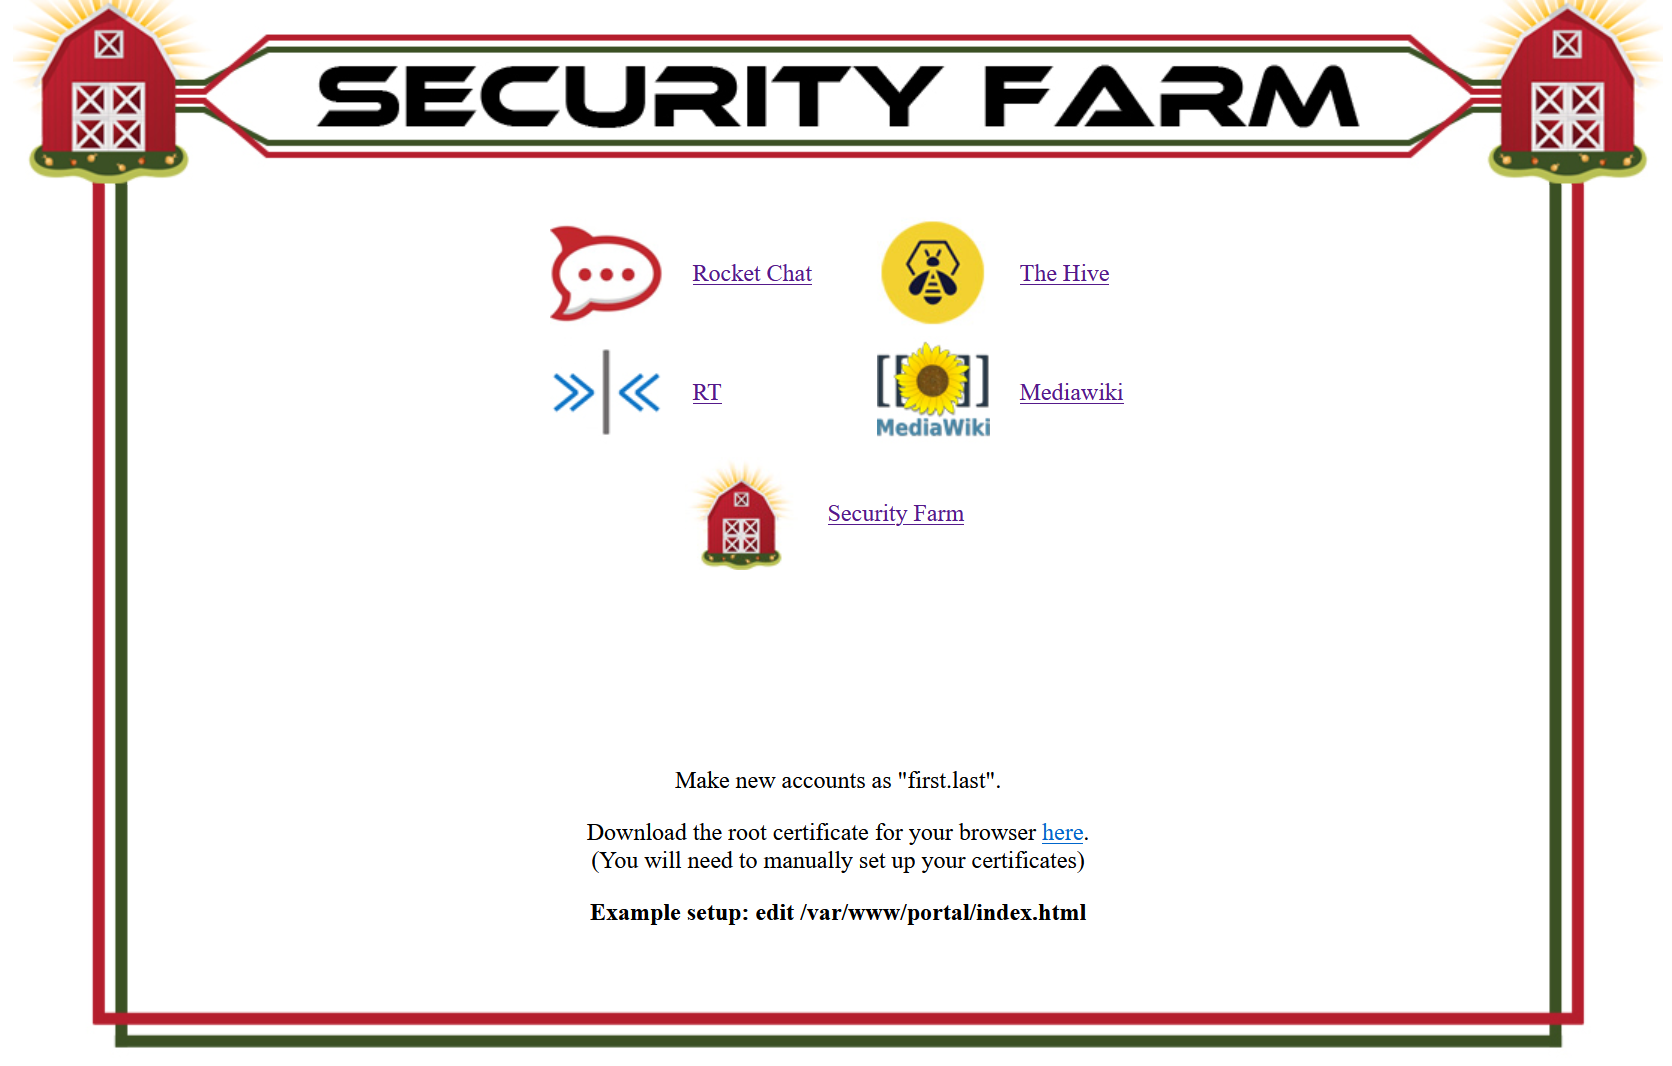 SECURITY FARM
Rocket Chat
The Hive
RT
MediaWiki
Mediawiki
Security Farm
Make new accounts as "first.last".
Download the root certificate for your browser here.
(You will need to manually set up your certificates)
Example setup: edit /var/www/portal/index.html